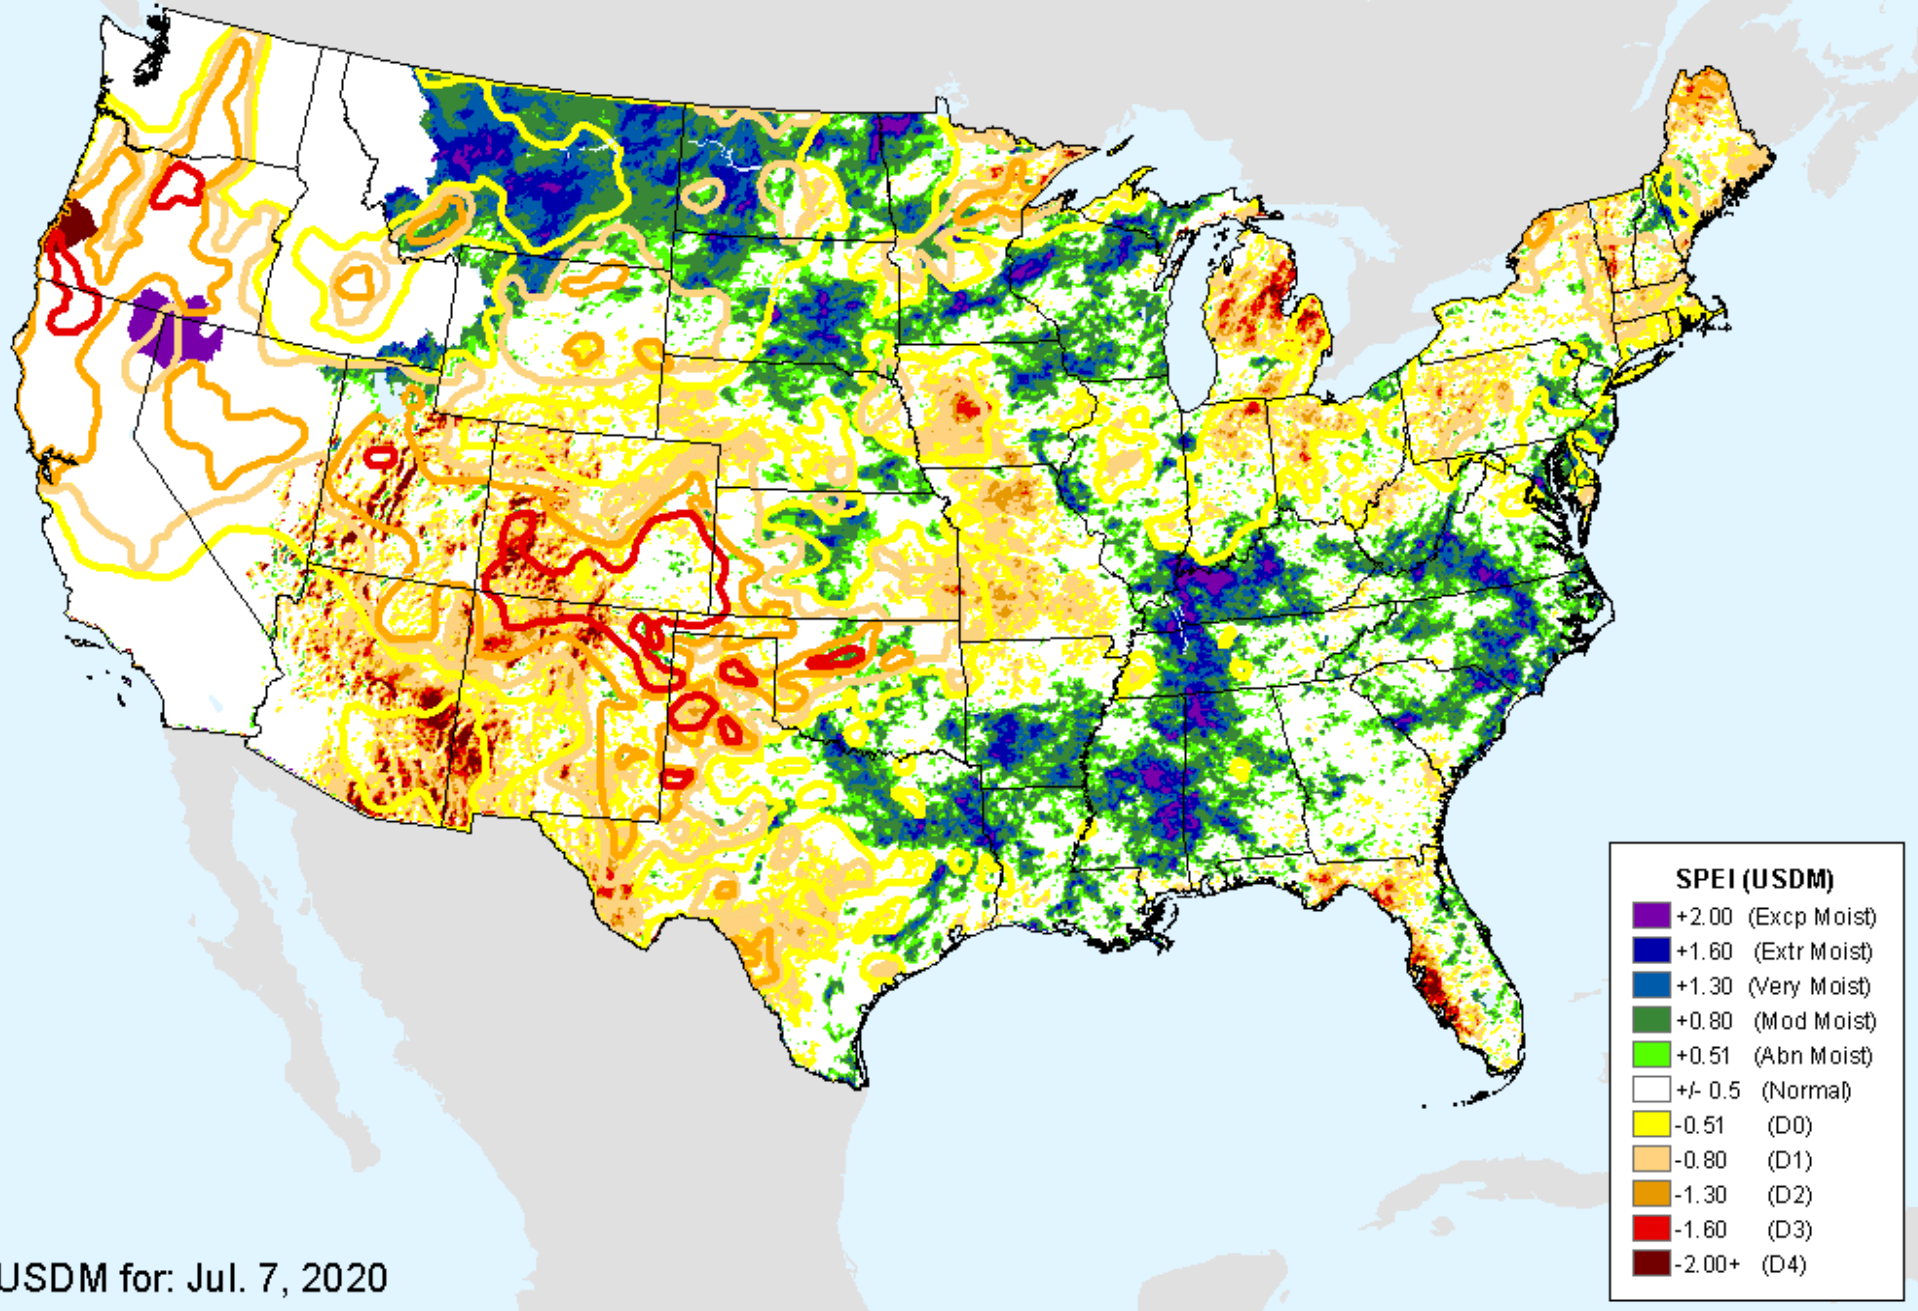 SPEI (USDM)
+2.00 (Excp Moist)
+1.60 (Extr Moist)
+1.30 (Very Moist)
+0.80 (Mod Moist)
+0.51 (Abn Moist)
+/- 0.5 (Normal)
-0.51 (D0)
-0.80 (D1)
-1.30 (D2)
-1.60 (D3)
-2.00+ (D4)
USDM for: Jul. 7, 2020